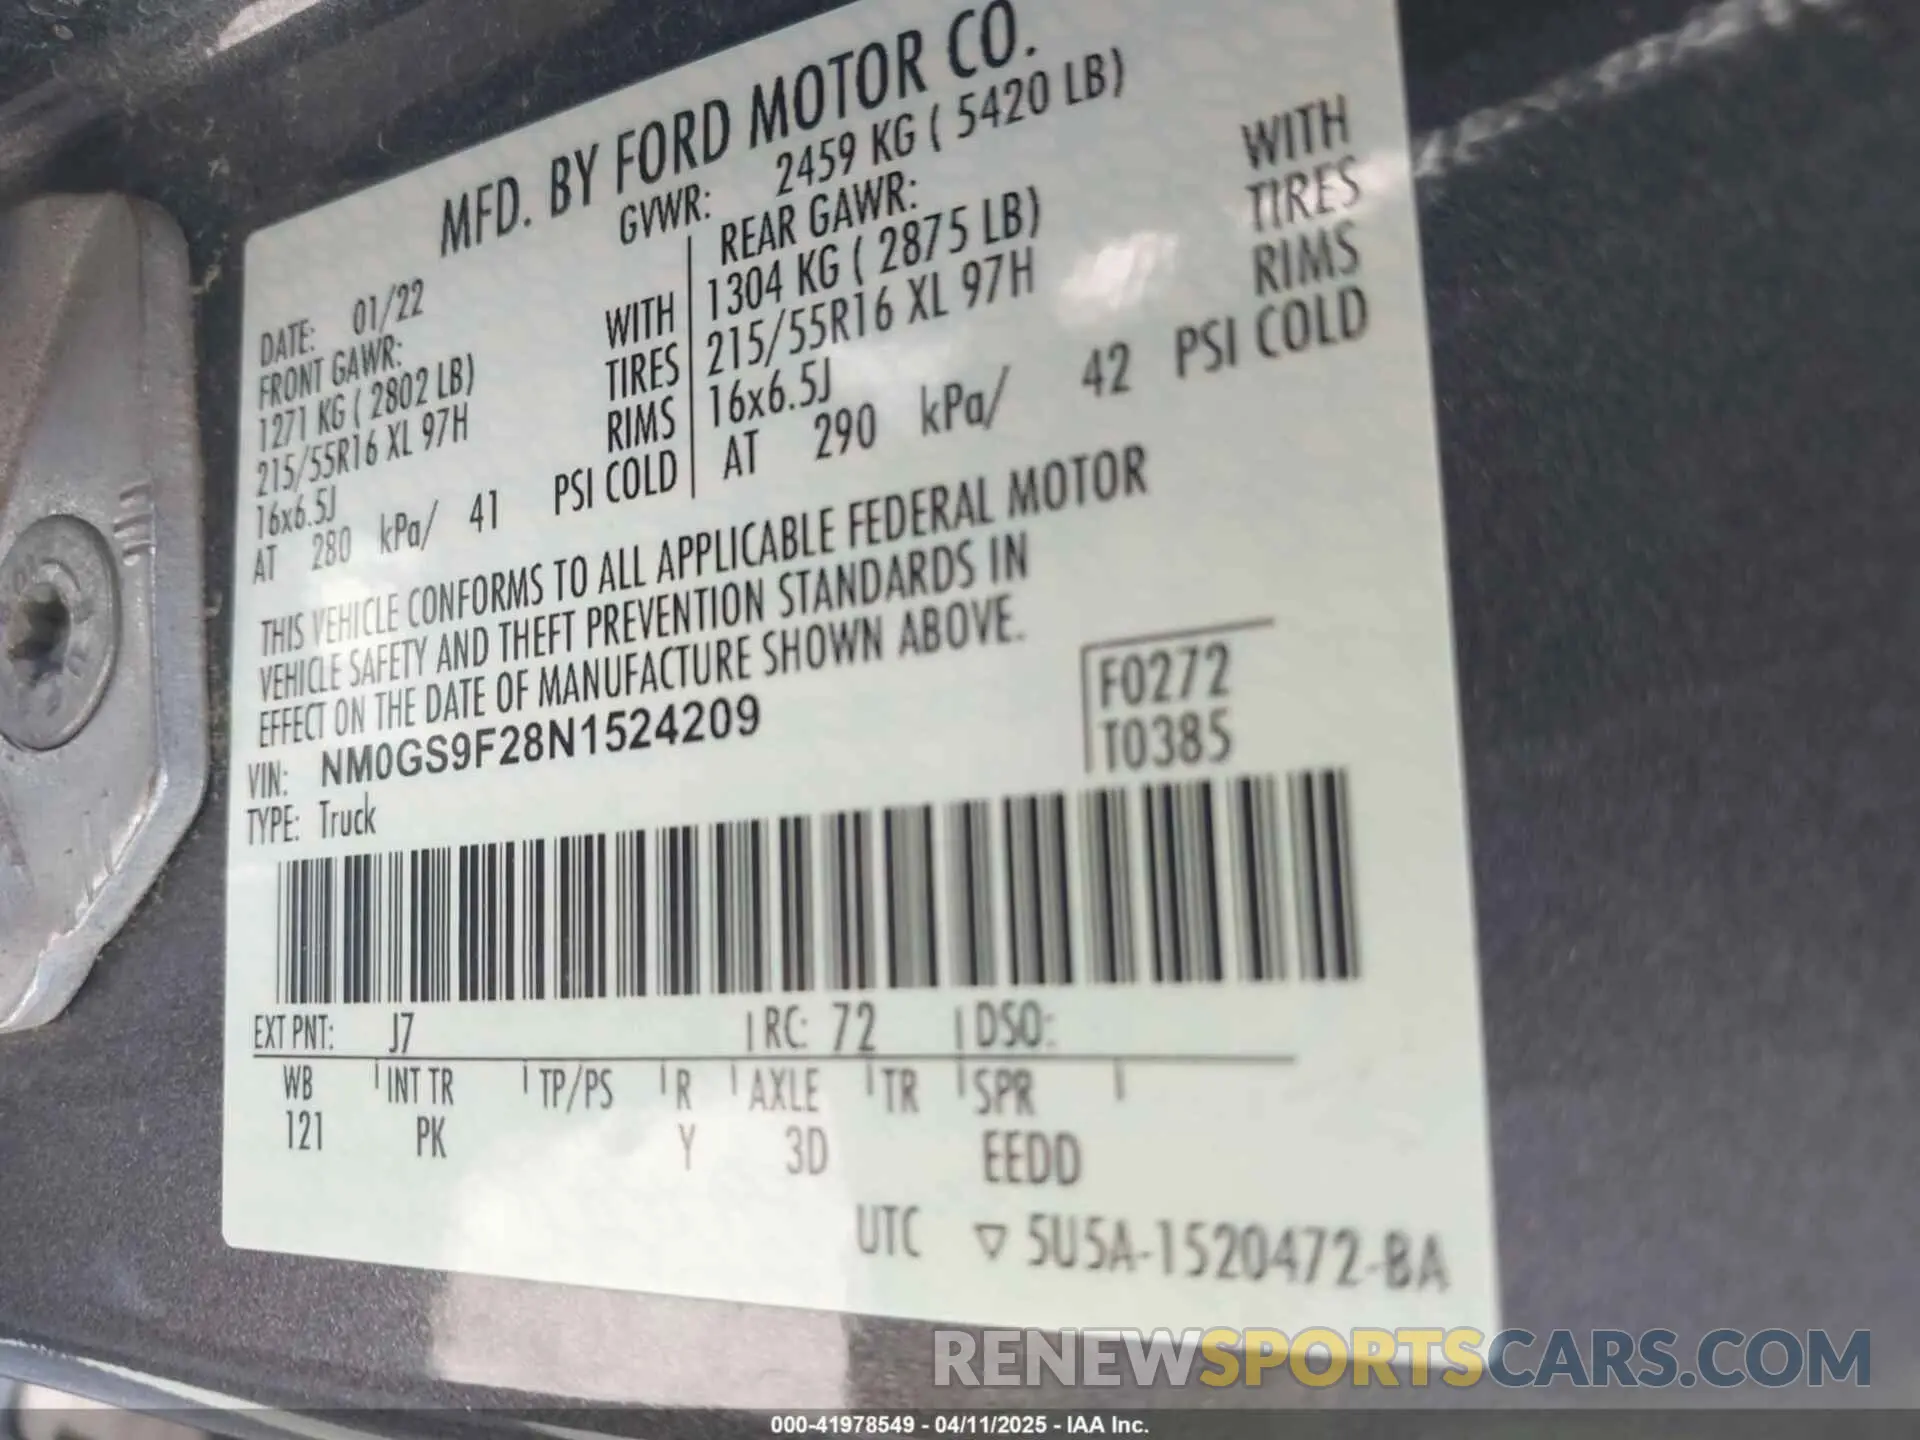 MFD. BY FORD MOTOR CO.
DATE: 01/22 GVWR: 2459 KG ( 5420 LB)
FRONT GAWR: REAR GAWR:
1271 KG ( 2802 LB) WITH 1304 KG ( 2875 LB) WITH
215/55R16 XL 97H TIRES 215/55R16 XL 97H TIRES
16x6.5J RIMS 16x6.5J RIMS
AT 280 kPa/ 41 PSI COLD AT 290 kPa/ 42 PSI COLD
THIS VEHICLE CONFORMS TO ALL APPLICABLE FEDERAL MOTOR
VEHICLE SAFETY AND THEFT PREVENTION STANDARDS IN
EFFECT ON THE DATE OF MANUFACTURE SHOWN ABOVE.
VIN: NM0GS9F28N1524209
F0272
TYPE: Truck
T0385
EXT PNT: J7 RC: 72 DSO:
WB INT TR TP/PS R AXLE TR SPR
121 PK Y 3D EEDD
UTC ▽ 5U5A-1520472-BA
RENEWSPORTSCARS.COM
000-41978549 - 04/11/2025 - IAA Inc.